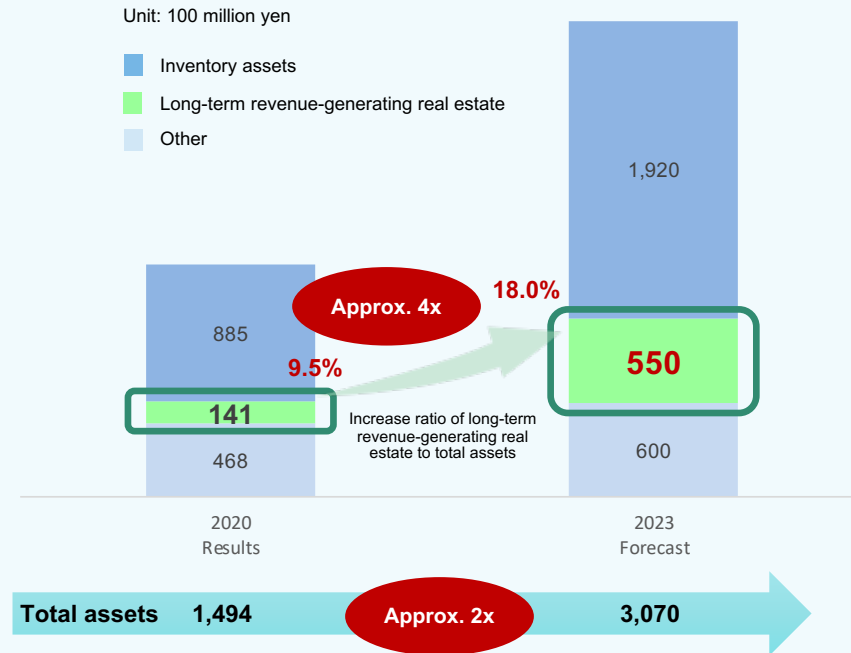 Unit: 100 million yen
Inventory assets
Long-term revenue-generating real estate
Other
1,920
18.0%
Approx. 4x
885
9.5%
550
141
Increase ratio of long-term
revenue-generating real
estate to total assets
468
600
2020
Results
2023
Forecast
Total assets 1,494 Approx. 2x 3,070